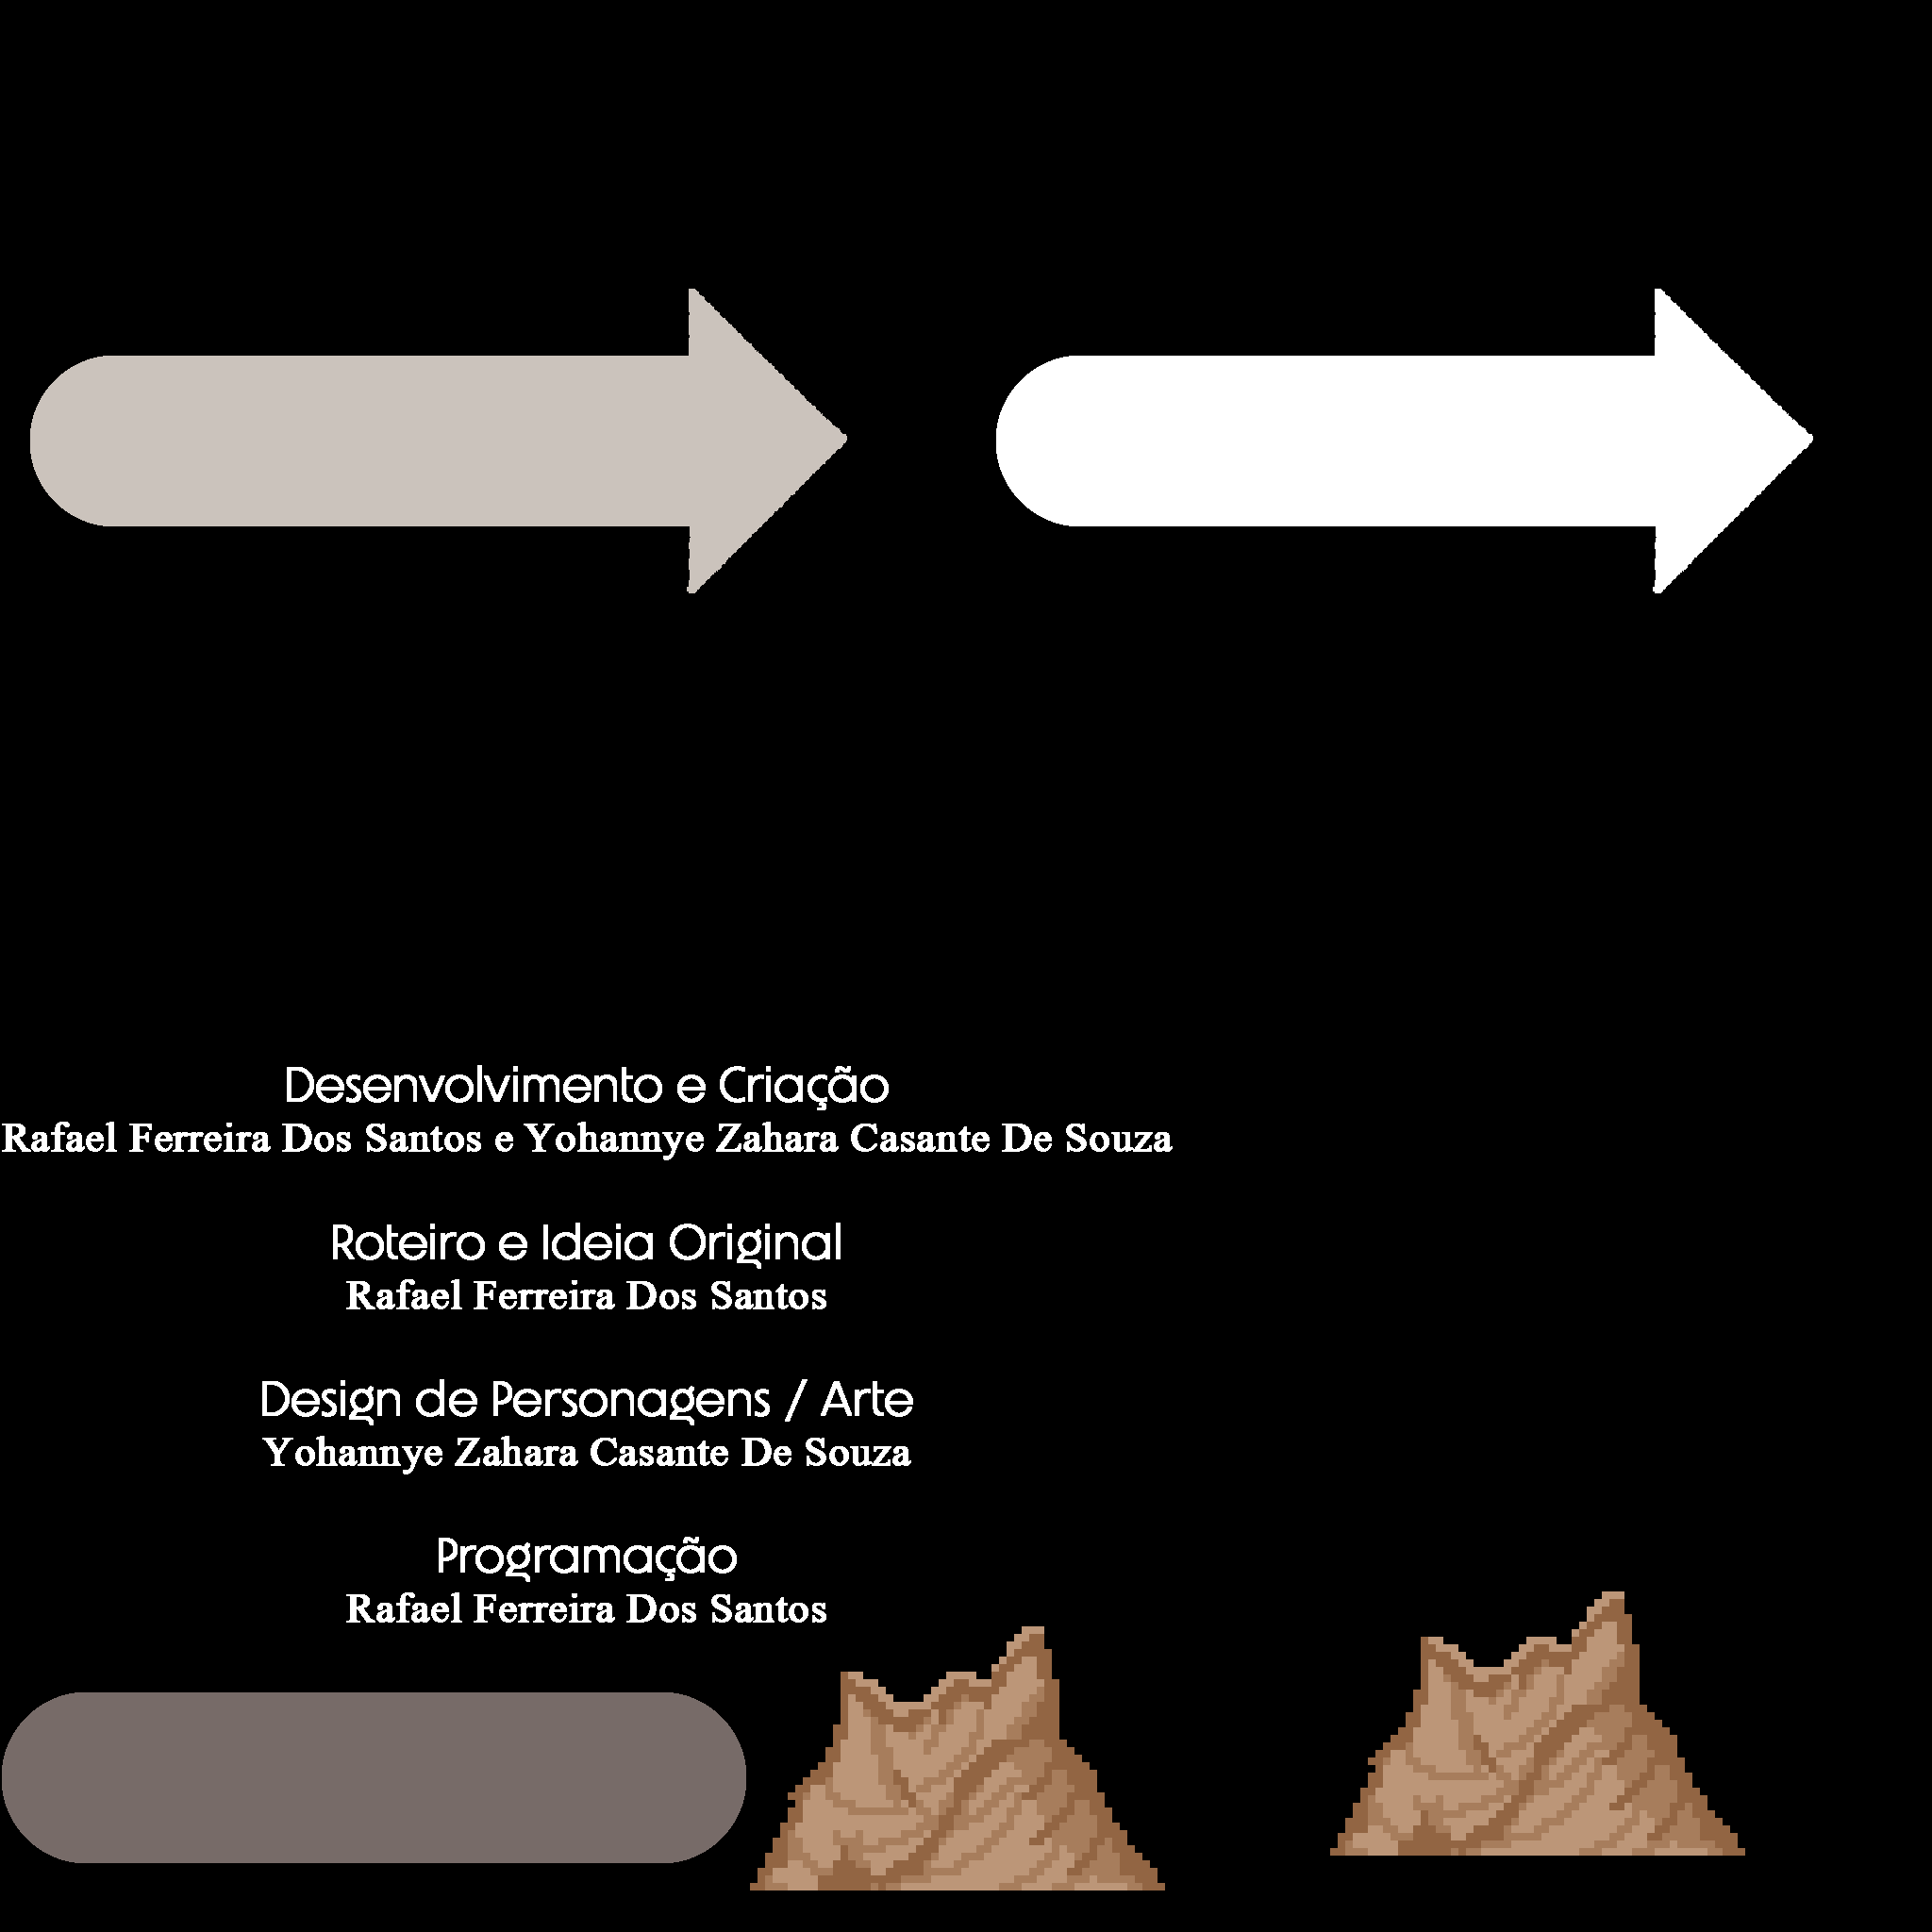 Desenvolvimento e Criação
Rafael Ferreira Dos Santos e Yohannye Zahara Casante De Souza
Roteiro e Ideia Original
Rafael Ferreira Dos Santos
Design de Personagens / Arte
Yohannye Zahara Casante De Souza
Programação
Rafael Ferreira Dos Santos